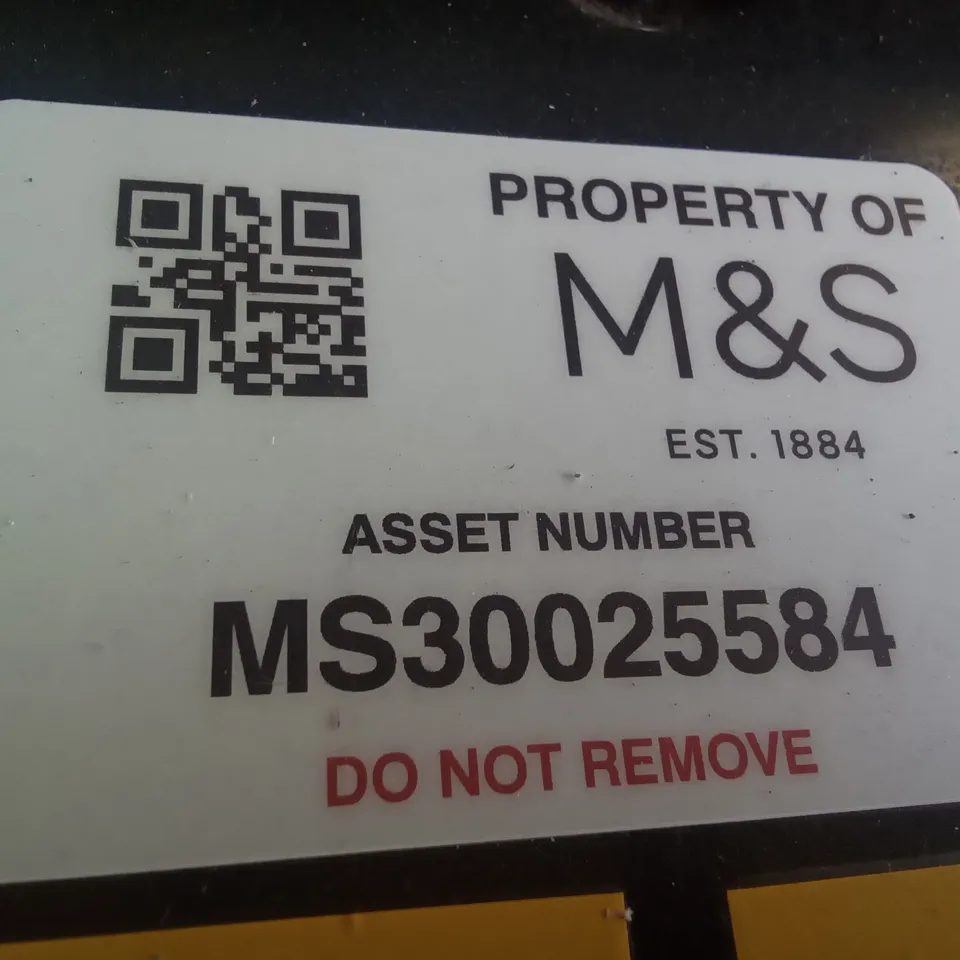 PROPERTY OF
M&S
EST. 1884
ASSET NUMBER
MS30025584
DO NOT REMOVE